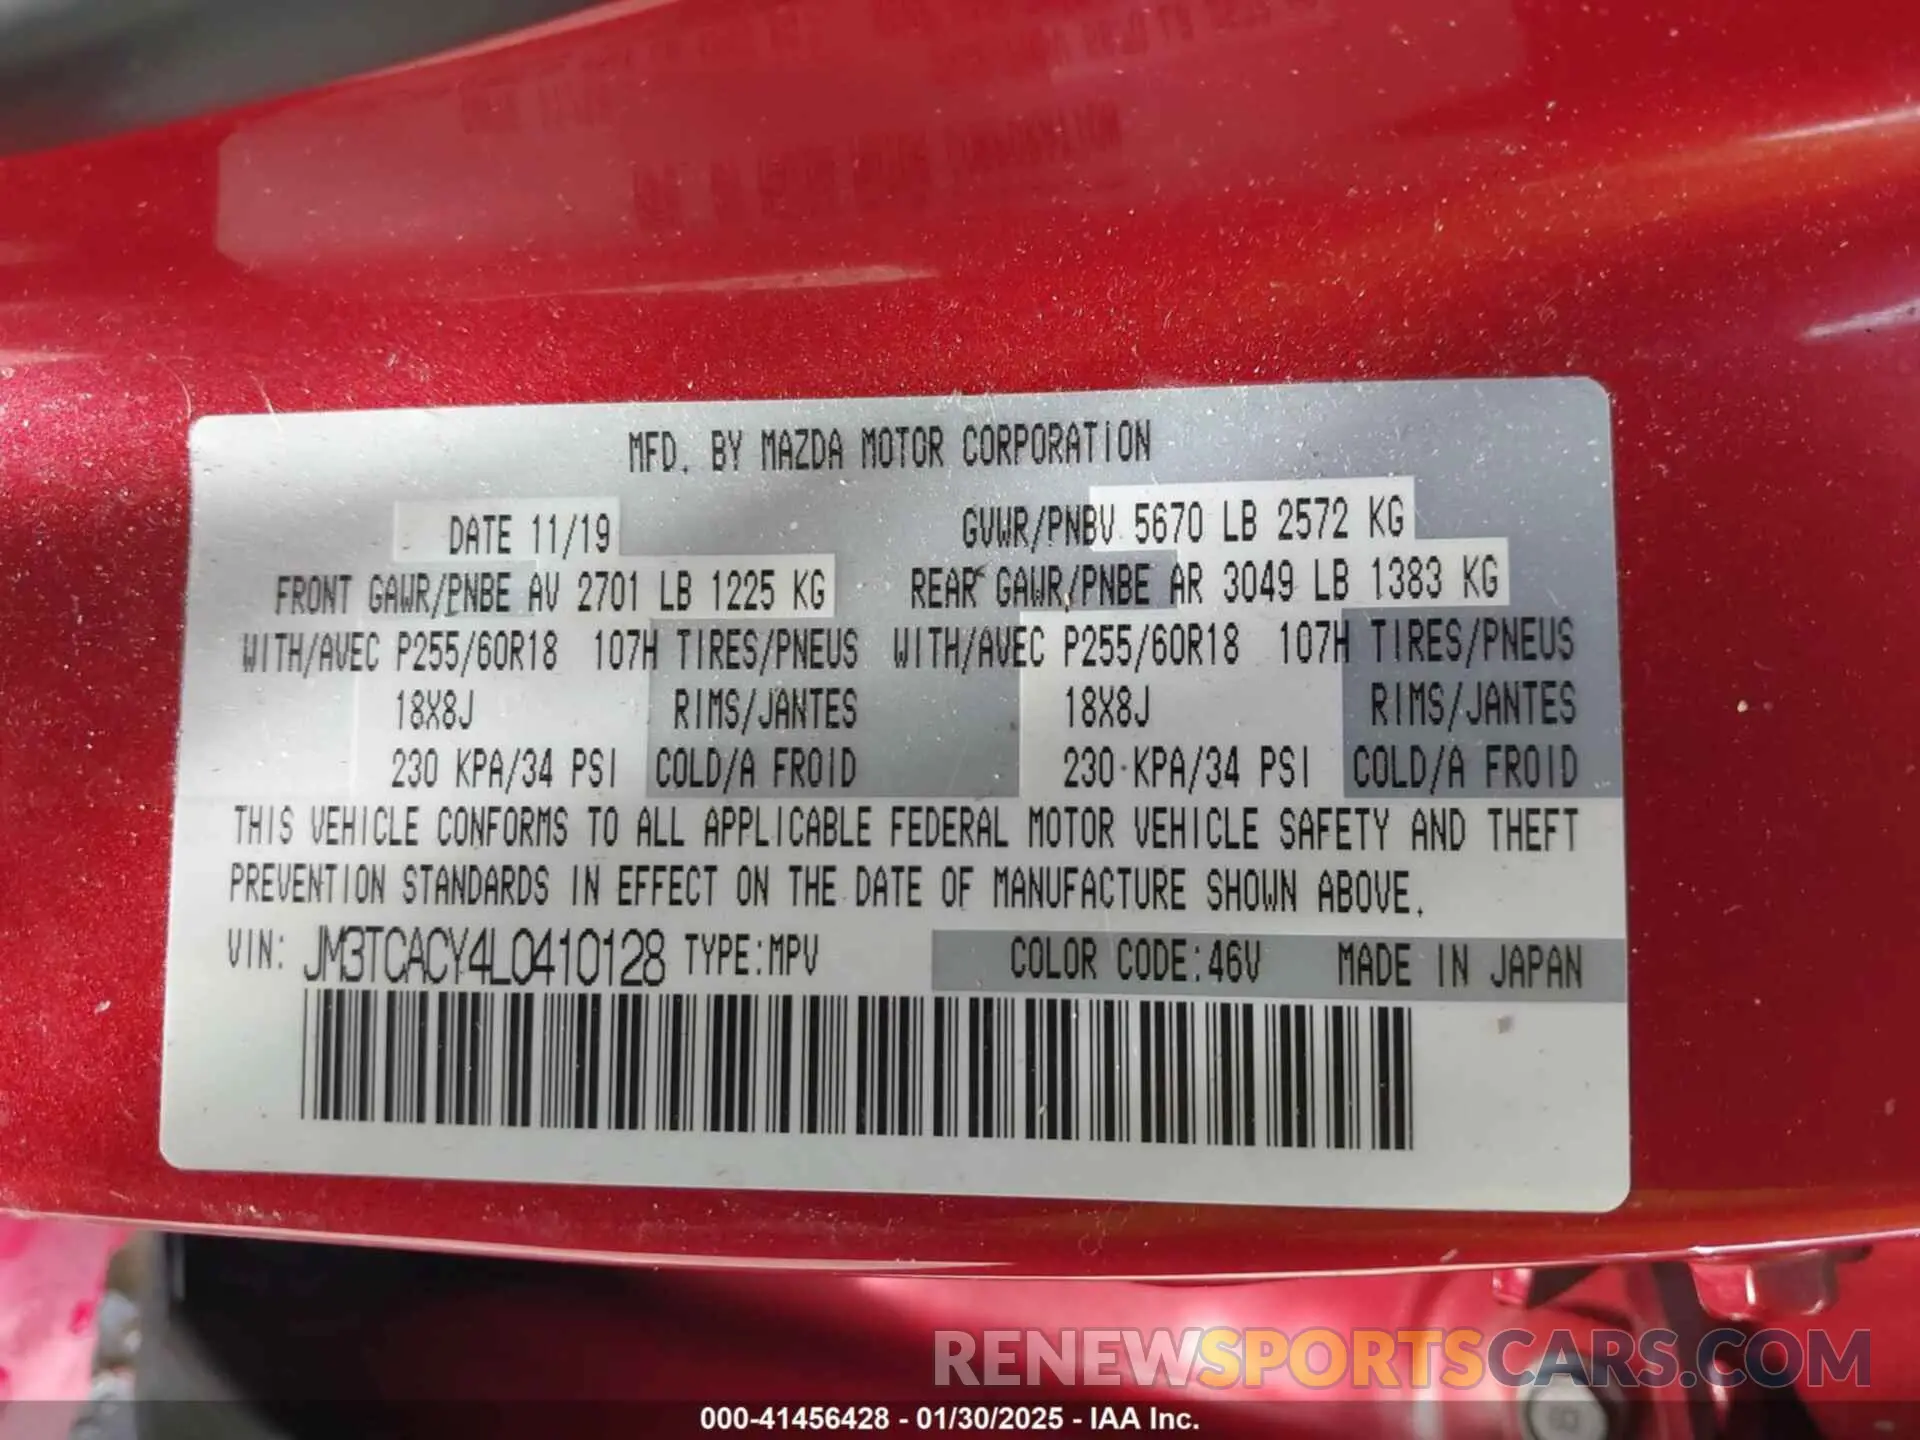 MFD. BY MAZDA MOTOR CORPORATION
DATE 11/19 GVWR/PNBV 5670 LB 2572 KG
FRONT GAWR/PNBE AV 2701 LB 1225 KG REAR GAWR/PNBE AR 3049 LB 1383 KG
WITH/AVEC P255/60R18 107H TIRES/PNEUS WITH/AVEC P255/60R18 107H TIRES/PNEUS
18X8J RIMS/JANTES 18X8J RIMS/JANTES
230 KPA/34 PSI COLD/A FROID 230 KPA/34 PSI COLD/A FROID
THIS VEHICLE CONFORMS TO ALL APPLICABLE FEDERAL MOTOR VEHICLE SAFETY AND THEFT
PREVENTION STANDARDS IN EFFECT ON THE DATE OF MANUFACTURE SHOWN ABOVE.
VIN: JM3TCACY4L0410128 TYPE:MPV COLOR CODE:46V MADE IN JAPAN
RENEWSPORTSCARS.COM
000-41456428 - 01/30/2025 - IAA Inc.